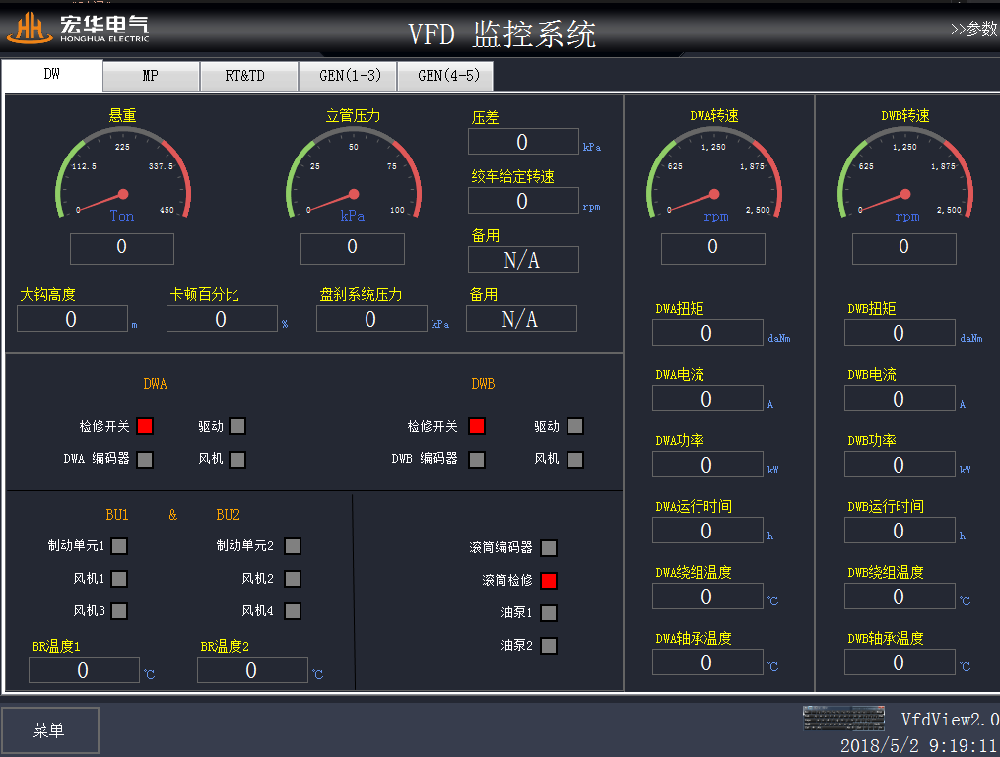 宏华电气
HONGHUA ELECTRIC
VFD 监控系统
>>参数
DW MP RT&TD GEN(1-3) GEN(4-5)
悬重
0 112.5 225 337.5 450
Ton
0
立管压力
0 25 50 75 100
kPa
0
压差
0 kPa
绞车给定转速
0 rpm
备用
N/A
大钩高度
0 m
卡顿百分比
0 %
盘刹系统压力
0 kPa
备用
N/A
DWA
检修开关 驱动
DWA 编码器 风机
DWB
检修开关 驱动
DWB 编码器 风机
BU1 & BU2
制动单元1 制动单元2
风机1 风机2
风机3 风机4
BR温度1 BR温度2
0 ℃ 0 ℃
滚筒编码器
滚筒检修
油泵1
油泵2
DWA转速
0 625 1,250 1,875 2,500
rpm
0
DWA扭矩
0 daNm
DWA电流
0 A
DWA功率
0 kW
DWA运行时间
0 h
DWA绕组温度
0 ℃
DWA轴承温度
0 ℃
DWB转速
0 625 1,250 1,875 2,500
rpm
0
DWB扭矩
0 daNm
DWB电流
0 A
DWB功率
0 kW
DWB运行时间
0 h
DWB绕组温度
0 ℃
DWB轴承温度
0 ℃
菜单
VfdView2.0
2018/5/2 9:19:11